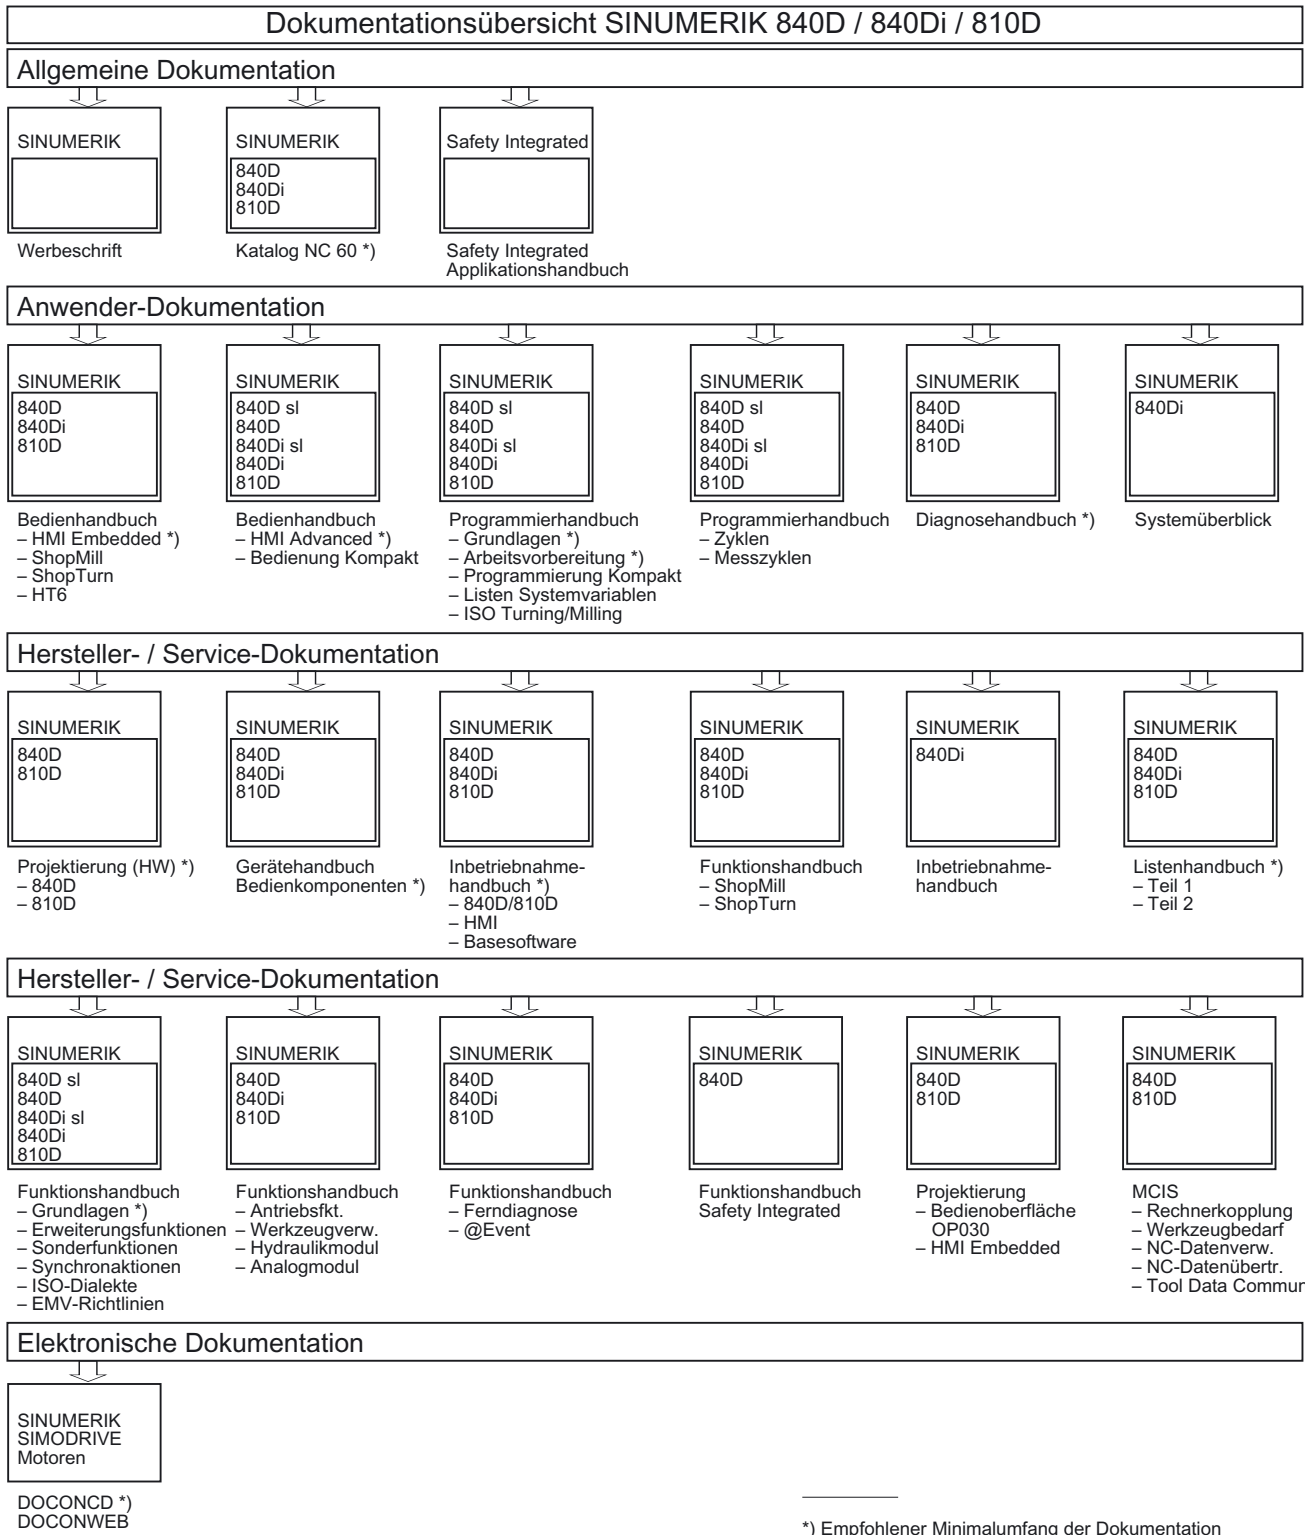 Dokumentationsübersicht SINUMERIK 840D / 840Di / 810D
Allgemeine Dokumentation
SINUMERIK
Werbeschrift
SINUMERIK
840D
840Di
810D
Katalog NC 60 *)
Safety Integrated
Safety Integrated
Applikationshandbuch
Anwender-Dokumentation
SINUMERIK
840D
840Di
810D
Bedienhandbuch
– HMI Embedded *)
– ShopMill
– ShopTurn
– HT6
SINUMERIK
840D sl
840D
840Di sl
840Di
810D
Bedienhandbuch
– HMI Advanced *)
– Bedienung Kompakt
SINUMERIK
840D sl
840D
840Di sl
840Di
810D
Programmierhandbuch
– Grundlagen *)
– Arbeitsvorbereitung *)
– Programmierung Kompakt
– Listen Systemvariablen
– ISO Turning/Milling
SINUMERIK
840D sl
840D
840Di sl
840Di
810D
Programmierhandbuch
– Zyklen
– Messzyklen
SINUMERIK
840D
840Di
810D
Diagnosehandbuch *)
SINUMERIK
840Di
Systemüberblick
Hersteller- / Service-Dokumentation
SINUMERIK
840D
810D
Projektierung (HW) *)
– 840D
– 810D
SINUMERIK
840D
840Di
810D
Gerätehandbuch
Bedienkomponenten *)
SINUMERIK
840D
840Di
810D
Inbetriebnahme-
handbuch *)
– 840D/810D
– HMI
– Basesoftware
SINUMERIK
840D
840Di
810D
Funktionshandbuch
– ShopMill
– ShopTurn
SINUMERIK
840Di
Inbetriebnahme-
handbuch
SINUMERIK
840D
840Di
810D
Listenhandbuch *)
– Teil 1
– Teil 2
Hersteller- / Service-Dokumentation
SINUMERIK
840D sl
840D
840Di sl
840Di
810D
Funktionshandbuch
– Grundlagen *)
– Erweiterungsfunktionen
– Sonderfunktionen
– Synchronaktionen
– ISO-Dialekte
– EMV-Richtlinien
SINUMERIK
840D
840Di
810D
Funktionshandbuch
– Antriebsfkt.
– Werkzeugverw.
– Hydraulikmodul
– Analogmodul
SINUMERIK
840D
840Di
810D
Funktionshandbuch
– Ferndiagnose
– @Event
SINUMERIK
840D
Funktionshandbuch
Safety Integrated
SINUMERIK
840D
810D
Projektierung
– Bedienoberfläche
OP030
– HMI Embedded
SINUMERIK
840D
810D
MCIS
– Rechnerkopplung
– Werkzeugbedarf
– NC-Datenverw.
– NC-Datenübertr.
– Tool Data Commun
Elektronische Dokumentation
SINUMERIK
SIMODRIVE
Motoren
DOCONCD *)
DOCONWEB
*) Empfohlener Minimalumfang der Dokumentation